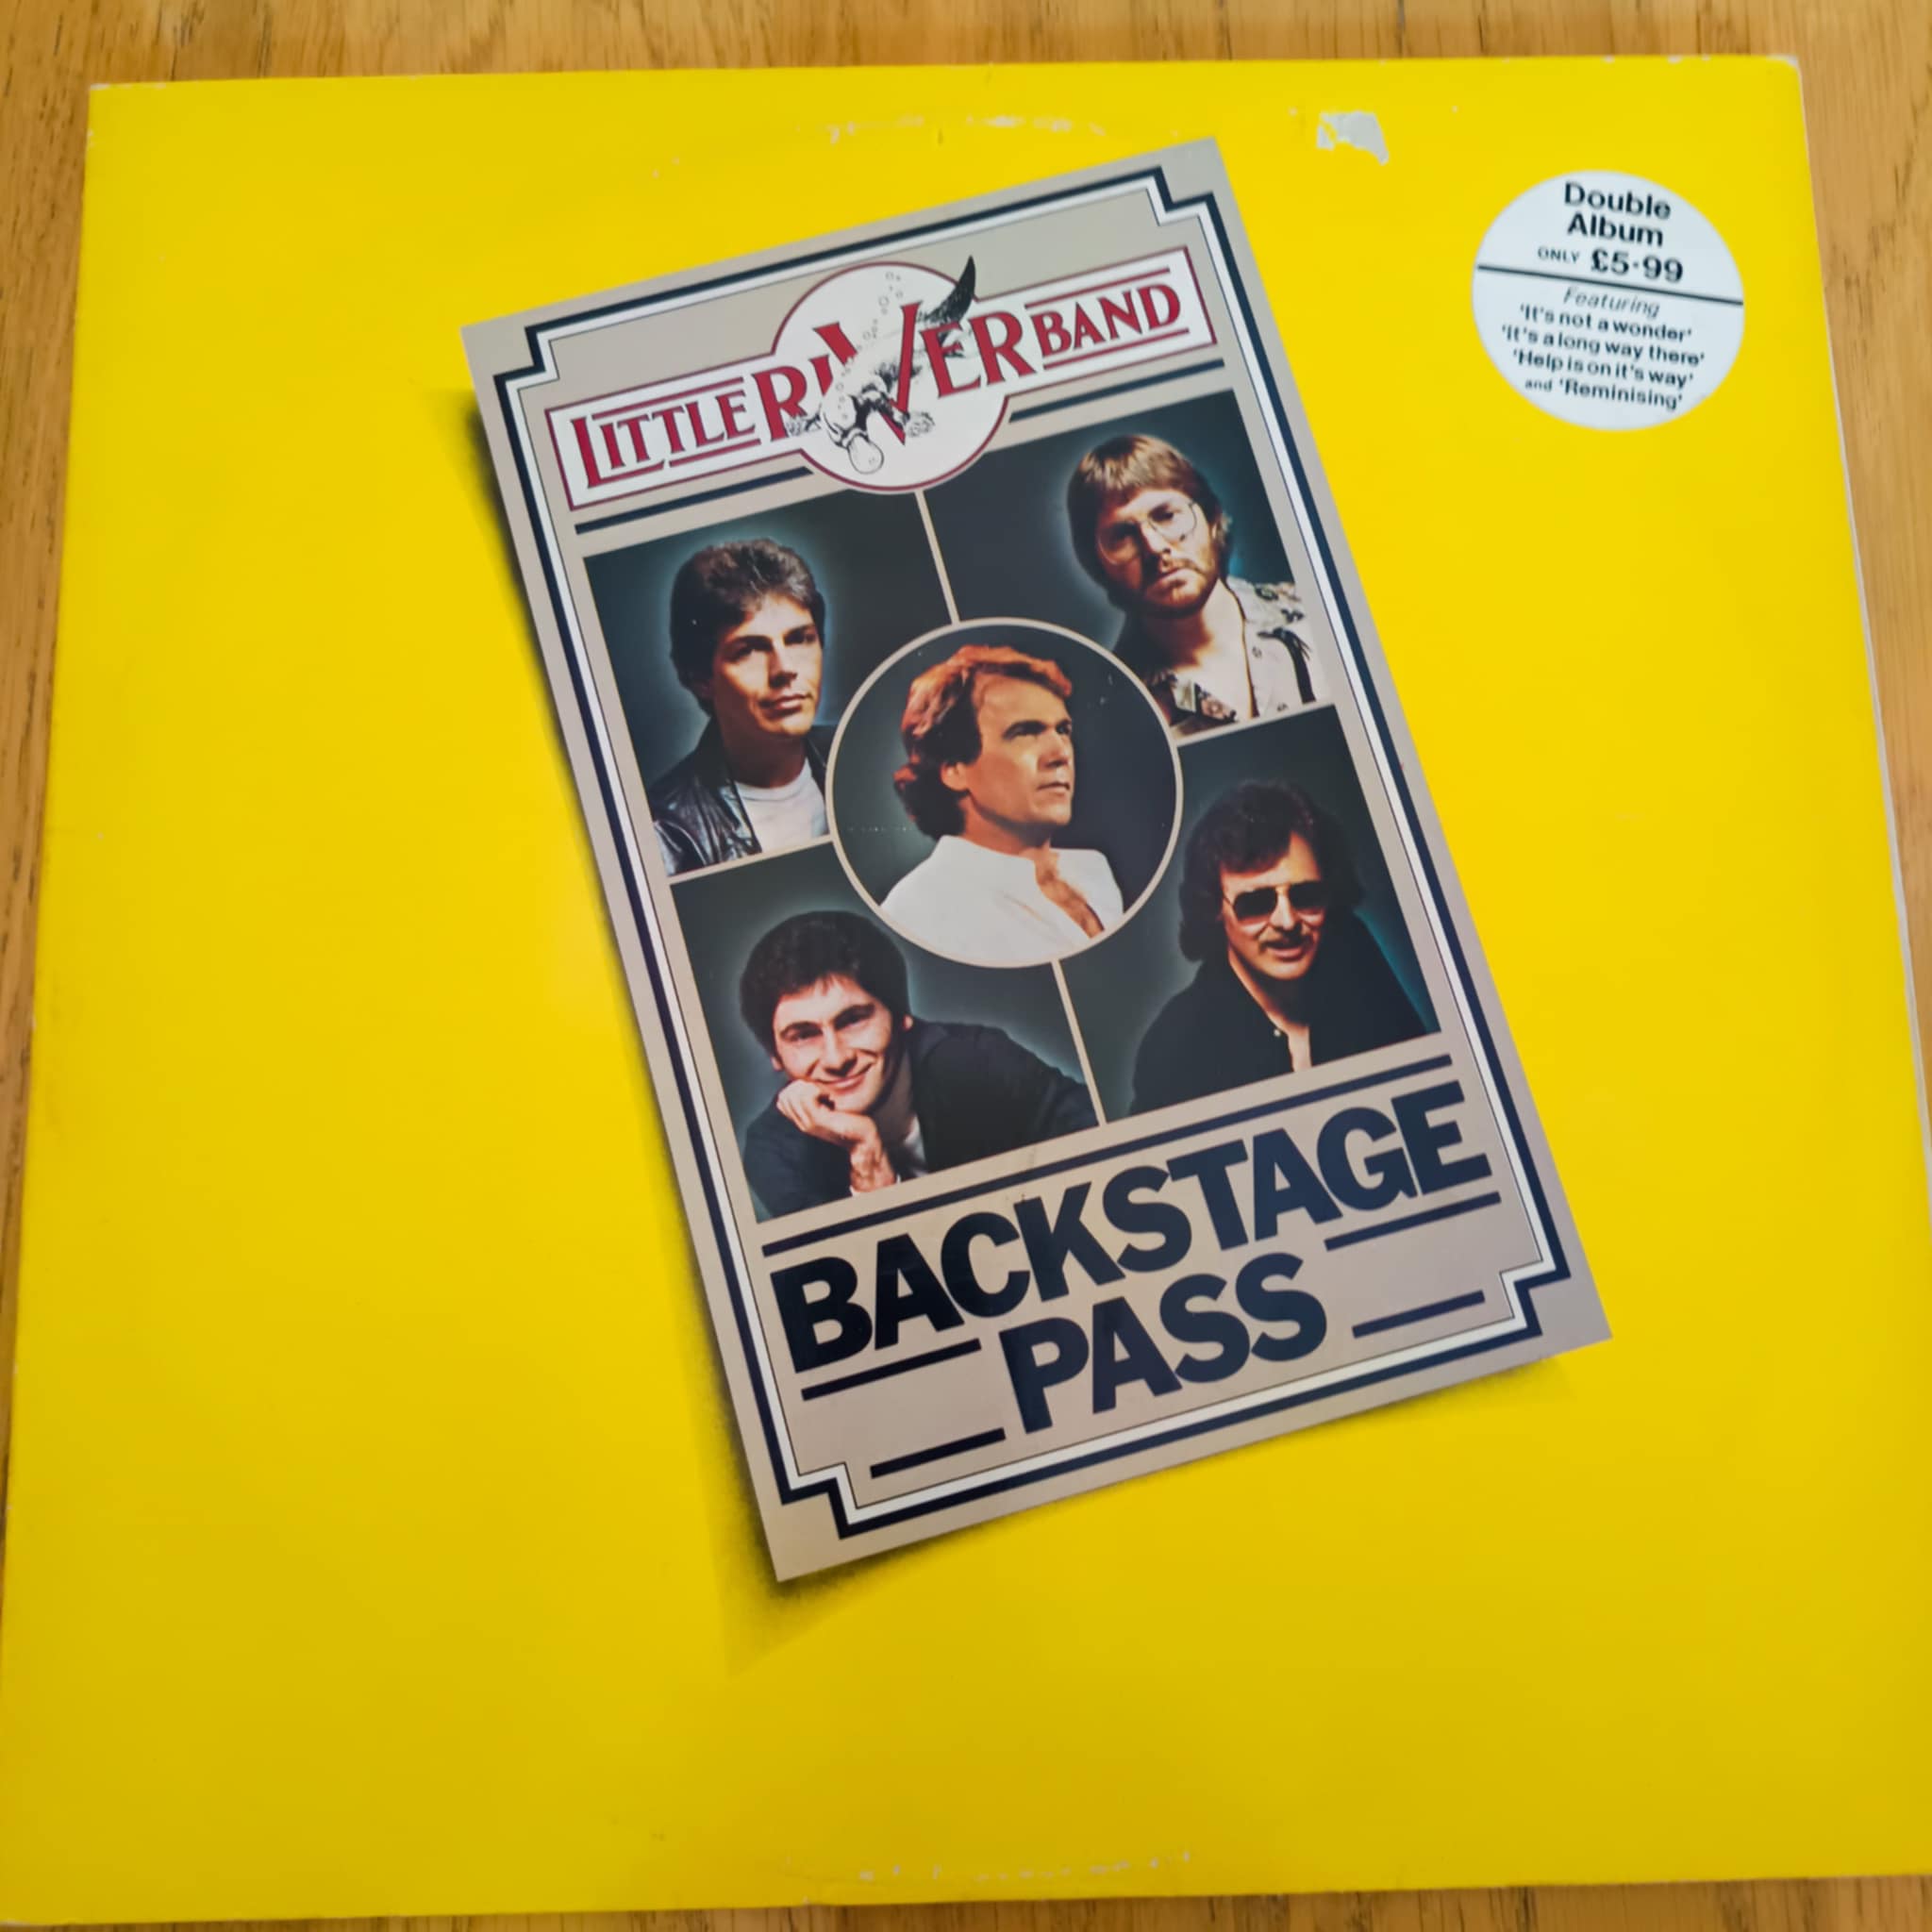 LITTLE RIVER BAND
BACKSTAGE
PASS
Double
Album
ONLY £5·99
Featuring
'It's not a wonder'
'It's a long way there'
'Help is on it's way'
and 'Reminising'